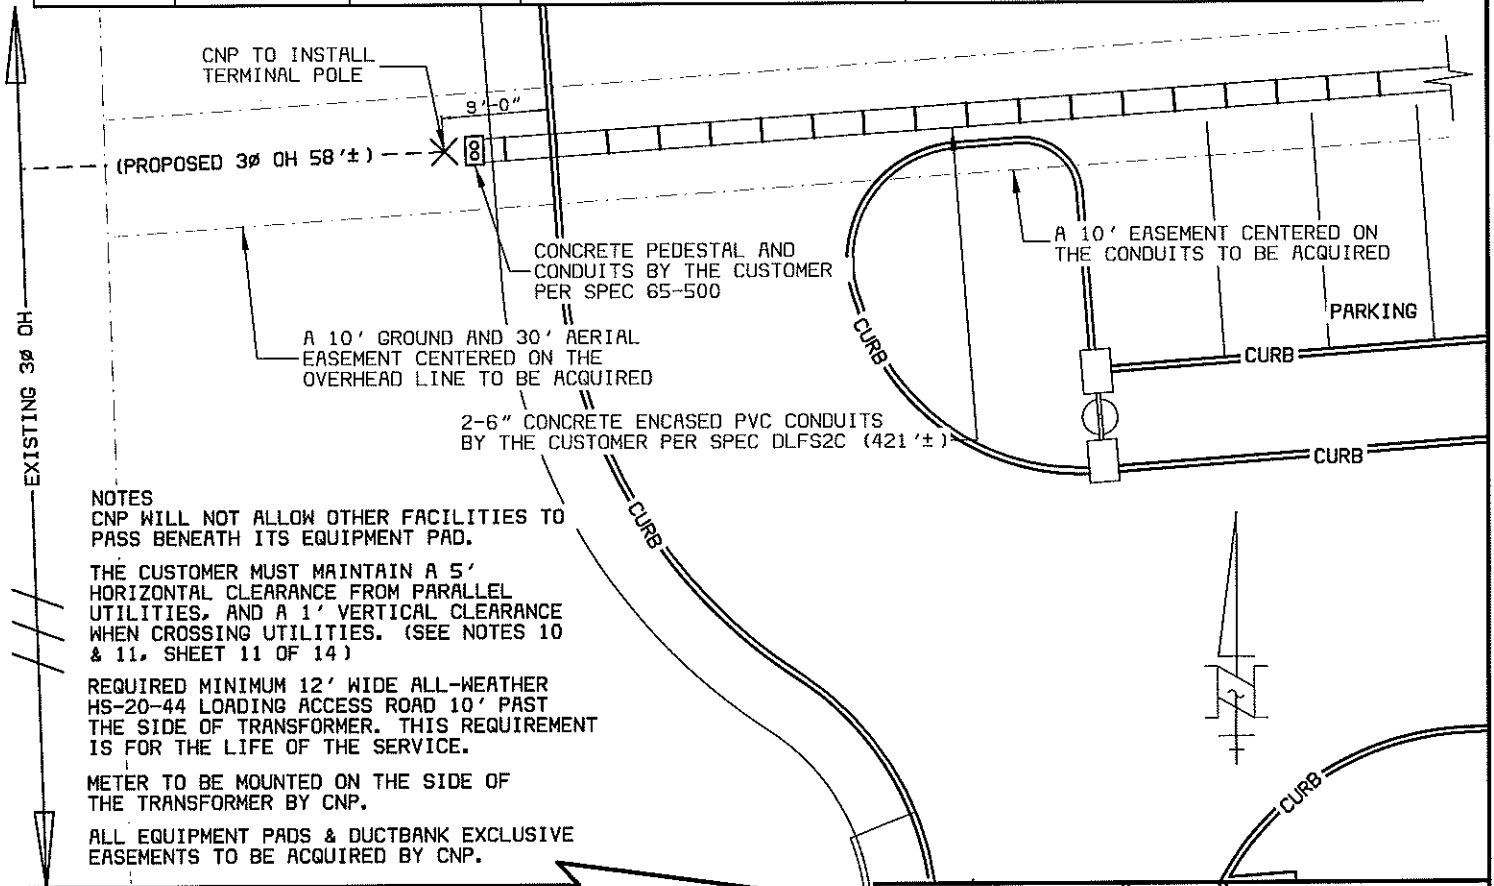 CNP TO INSTALL
TERMINAL POLE
9'-0"
(PROPOSED 3Ø OH 58'±)
CONCRETE PEDESTAL AND
CONDUITS BY THE CUSTOMER
PER SPEC 65-500
A 10' EASEMENT CENTERED ON
THE CONDUITS TO BE ACQUIRED
PARKING
A 10' GROUND AND 30' AERIAL
EASEMENT CENTERED ON THE
OVERHEAD LINE TO BE ACQUIRED
CURB
CURB
EXISTING 3Ø OH
2-6" CONCRETE ENCASED PVC CONDUITS
BY THE CUSTOMER PER SPEC DLFS2C (421'±)
CURB
NOTES
CNP WILL NOT ALLOW OTHER FACILITIES TO
PASS BENEATH ITS EQUIPMENT PAD.
CURB
THE CUSTOMER MUST MAINTAIN A 5'
HORIZONTAL CLEARANCE FROM PARALLEL
UTILITIES, AND A 1' VERTICAL CLEARANCE
WHEN CROSSING UTILITIES. (SEE NOTES 10
& 11, SHEET 11 OF 14)
REQUIRED MINIMUM 12' WIDE ALL-WEATHER
HS-20-44 LOADING ACCESS ROAD 10' PAST
THE SIDE OF TRANSFORMER. THIS REQUIREMENT
IS FOR THE LIFE OF THE SERVICE.
METER TO BE MOUNTED ON THE SIDE OF
THE TRANSFORMER BY CNP.
ALL EQUIPMENT PADS & DUCTBANK EXCLUSIVE
EASEMENTS TO BE ACQUIRED BY CNP.
N
CURB